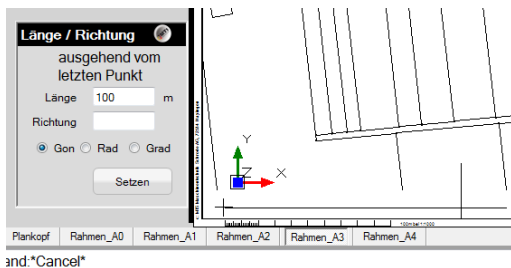 Länge / Richtung
ausgehend vom
letzten Punkt
Länge 100 m
Richtung
Gon Rad Grad
Setzen
Y
Z X
Plankopf Rahmen_A0 Rahmen_A1 Rahmen_A2 Rahmen_A3 Rahmen_A4
and:*Cancel*